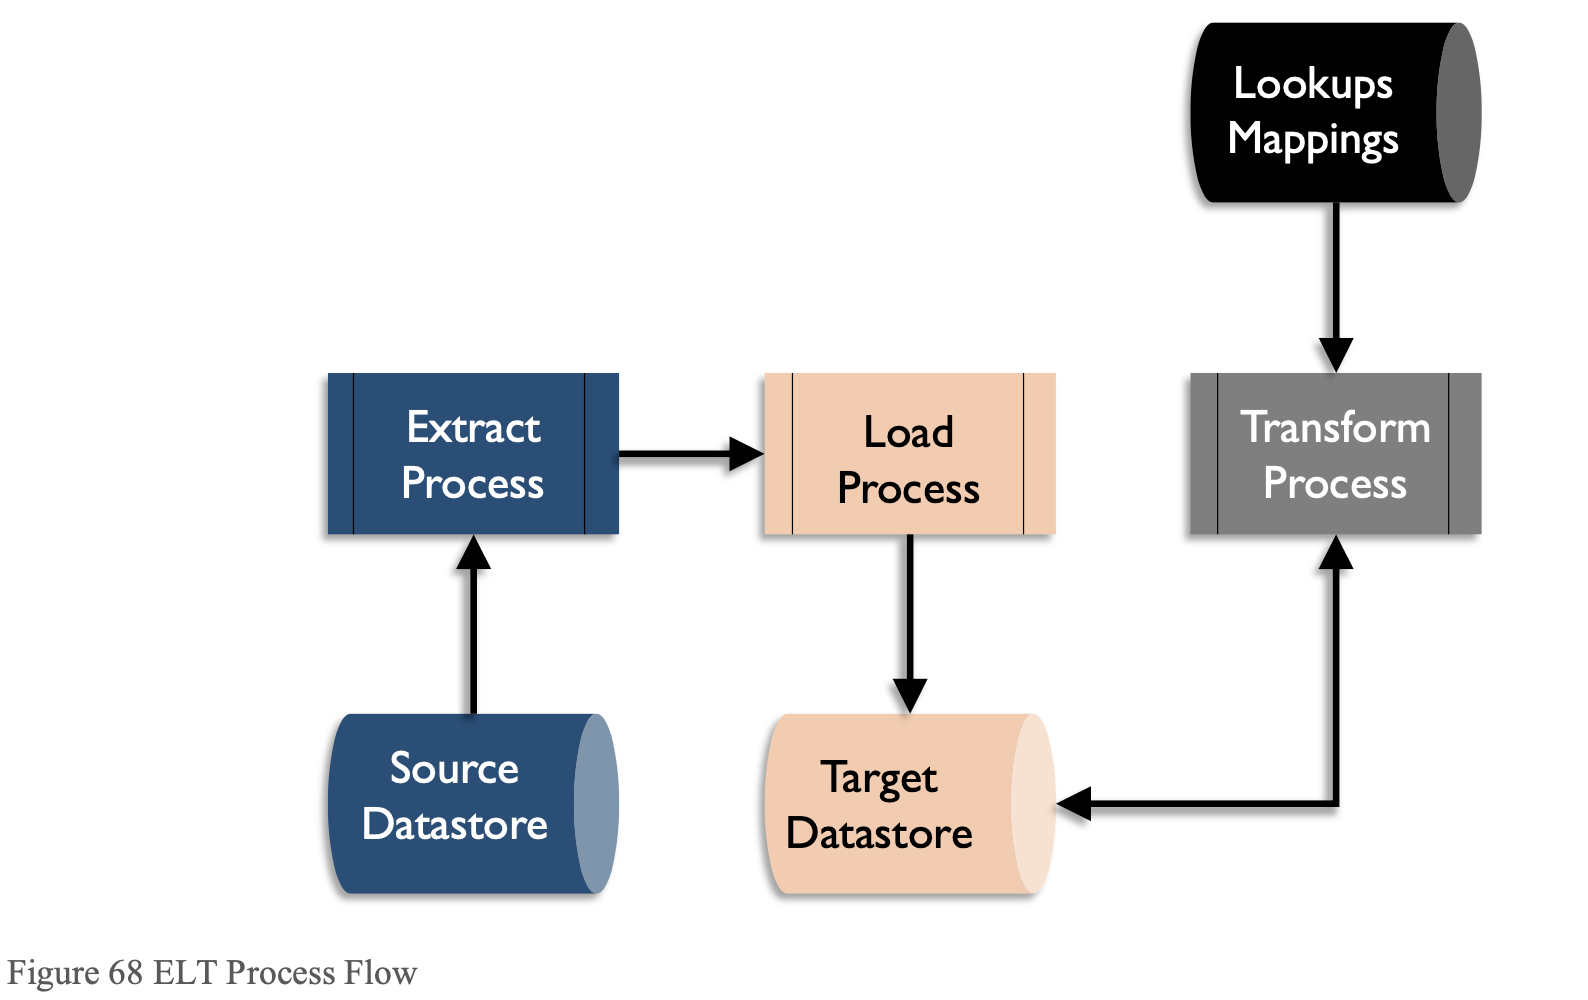 Lookups
Mappings
Extract
Process
Load
Process
Transform
Process
Source
Datastore
Target
Datastore
Figure 68 ELT Process Flow